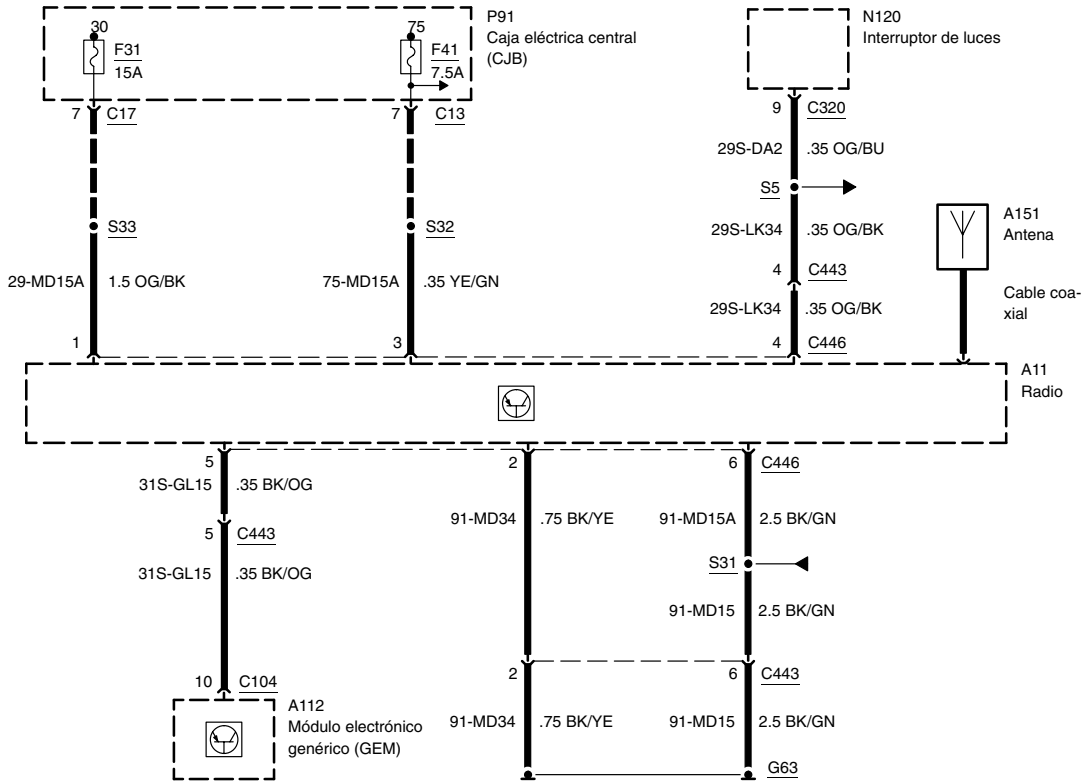 30
F31
15A
75
F41
7.5A
P91
Caja eléctrica central
(CJB)
N120
Interruptor de luces
7 C17
7 C13
9 C320
29S-DA2 .35 OG/BU
S5
S33
S32
29S-LK34 .35 OG/BK
A151
Antena
29-MD15A 1.5 OG/BK
75-MD15A .35 YE/GN
4 C443
29S-LK34 .35 OG/BK
Cable coa-
xial
1
3
4 C446
A11
Radio
5
2
6 C446
31S-GL15 .35 BK/OG
91-MD34 .75 BK/YE
91-MD15A 2.5 BK/GN
5 C443
S31
31S-GL15 .35 BK/OG
91-MD15 2.5 BK/GN
2
6 C443
10 C104
A112
Módulo electrónico
genérico (GEM)
91-MD34 .75 BK/YE
91-MD15 2.5 BK/GN
G63